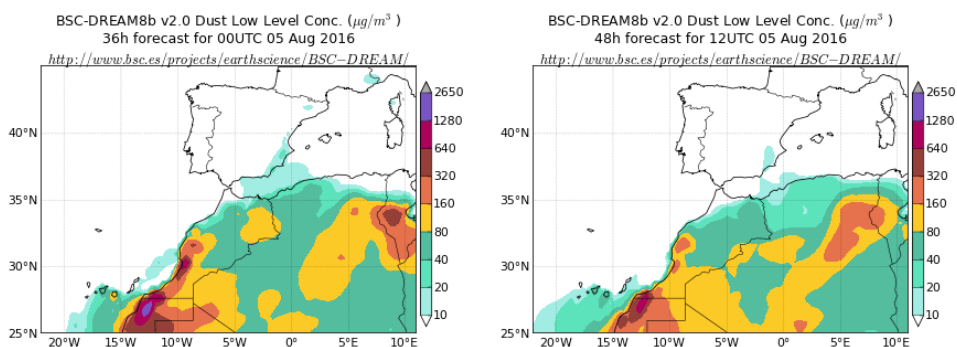 BSC-DREAM8b v2.0 Dust Low Level Conc. (μg/m³ )
36h forecast for 00UTC 05 Aug 2016
http://www.bsc.es/projects/earthscience/BSC−DREAM/
40°N
35°N
30°N
25°N
20°W
15°W
10°W
5°W
0°
5°E
10°E
2650
1280
640
320
160
80
40
20
10
BSC-DREAM8b v2.0 Dust Low Level Conc. (μg/m³ )
48h forecast for 12UTC 05 Aug 2016
http://www.bsc.es/projects/earthscience/BSC−DREAM/
40°N
35°N
30°N
25°N
20°W
15°W
10°W
5°W
0°
5°E
10°E
2650
1280
640
320
160
80
40
20
10